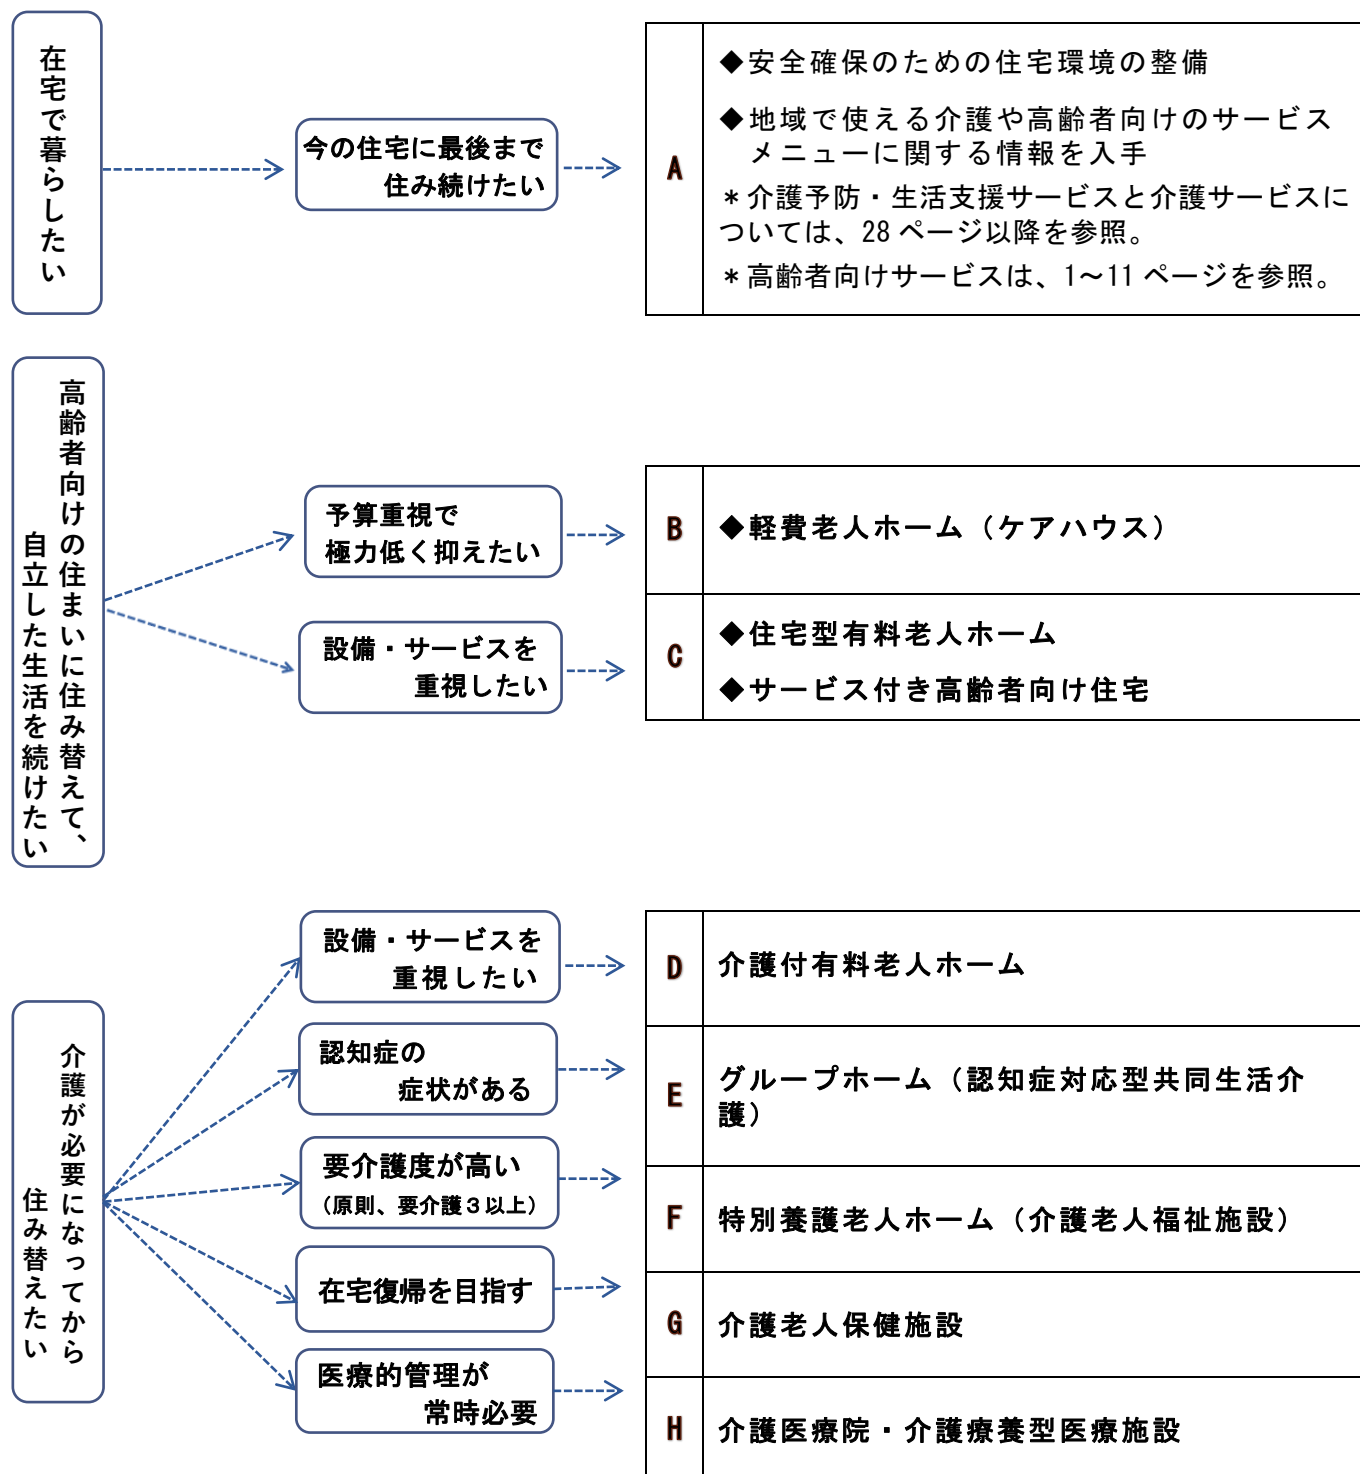 在宅で暮らしたい
今の住宅に最後まで
住み続けたい
A
◆安全確保のための住宅環境の整備
◆地域で使える介護や高齢者向けのサービス
メニューに関する情報を入手
＊介護予防・生活支援サービスと介護サービスに
ついては、28 ページ以降を参照。
＊高齢者向けサービスは、1～11 ページを参照。
高齢者向けの住まいに住み替えて、
自立した生活を続けたい
予算重視で
極力低く抑えたい
B
◆軽費老人ホーム（ケアハウス）
設備・サービスを
重視したい
C
◆住宅型有料老人ホーム
◆サービス付き高齢者向け住宅
介護が必要になってから
住み替えたい
設備・サービスを
重視したい
D
介護付有料老人ホーム
認知症の
症状がある
E
グループホーム（認知症対応型共同生活介
護）
要介護度が高い
（原則、要介護３以上）
F
特別養護老人ホーム（介護老人福祉施設）
在宅復帰を目指す
G
介護老人保健施設
医療的管理が
常時必要
H
介護医療院・介護療養型医療施設